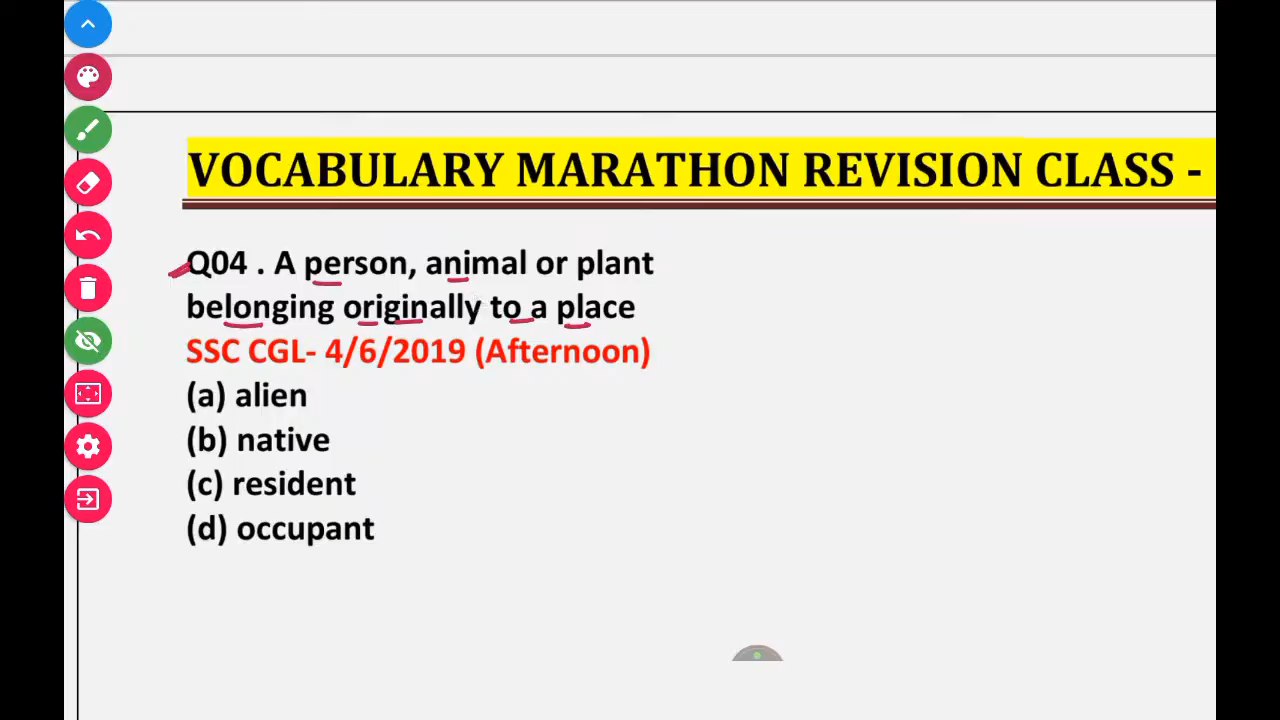 VOCABULARY MARATHON REVISION CLASS -
Q04 . A person, animal or plant
belonging originally to a place
SSC CGL- 4/6/2019 (Afternoon)
(a) alien
(b) native
(c) resident
(d) occupant